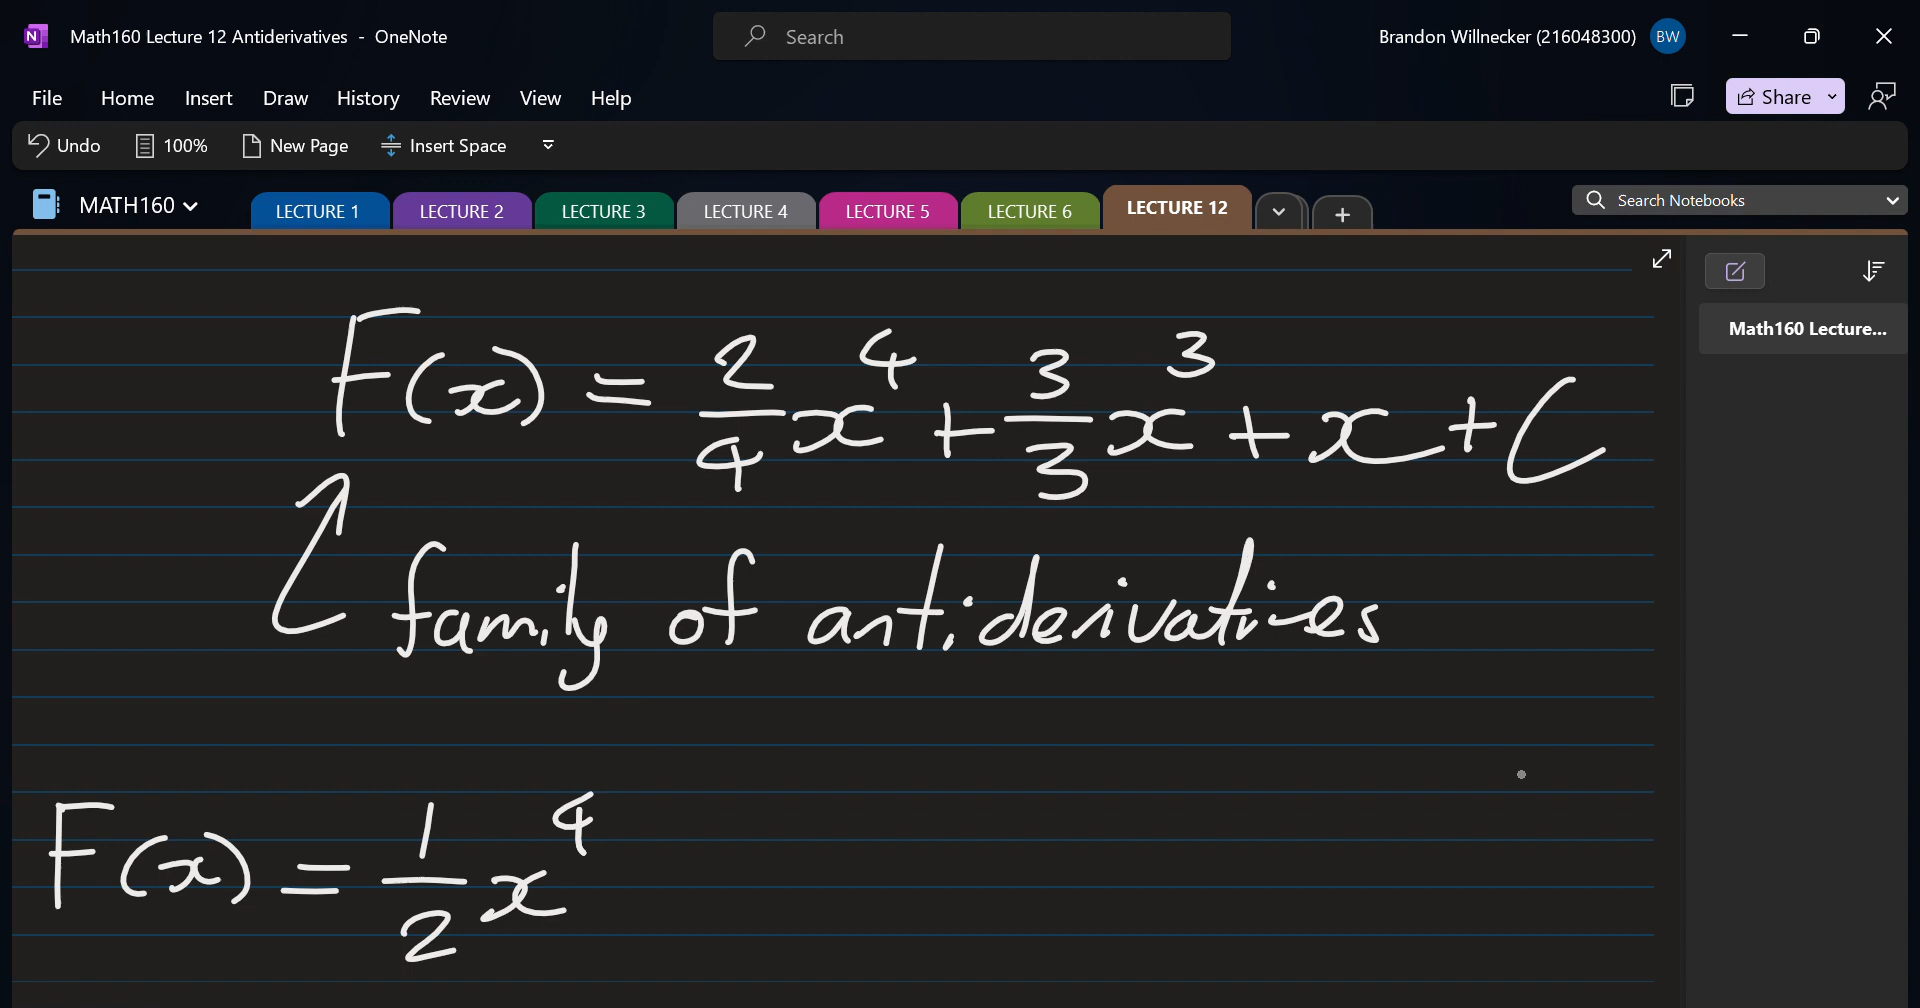 Math160 Lecture 12 Antiderivatives - OneNote
Search
Brandon Willnecker (216048300) BW
File Home Insert Draw History Review View Help
Share
Undo 100% New Page Insert Space
MATH160 LECTURE 1 LECTURE 2 LECTURE 3 LECTURE 4 LECTURE 5 LECTURE 6 LECTURE 12 +
Search Notebooks
Math160 Lecture...
F(x) = 2/4 x^4 + 3/3 x^3 + x + C
family of antiderivatives
F(x) = 1/2 x^4